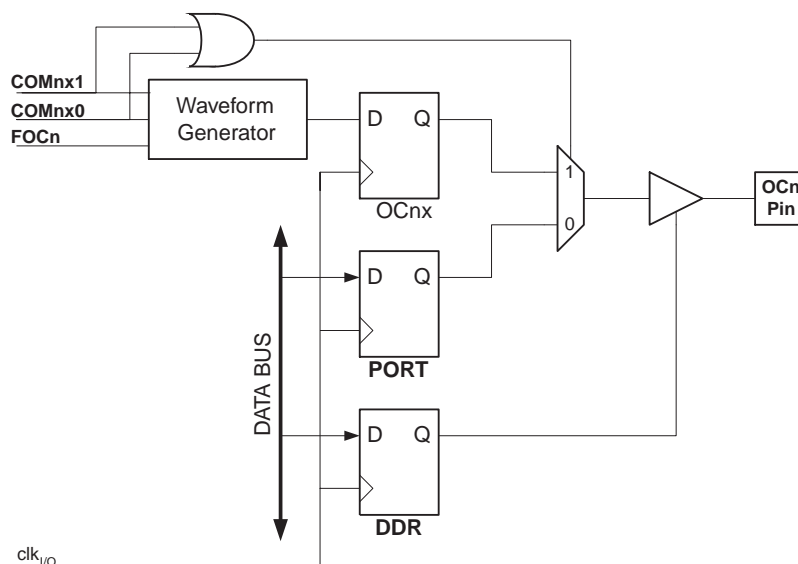 COMnx1
COMnx0
FOCn
Waveform
Generator
D Q
OCnx
1
0
OCn
Pin
DATA BUS
D Q
PORT
D Q
DDR
clkI/O